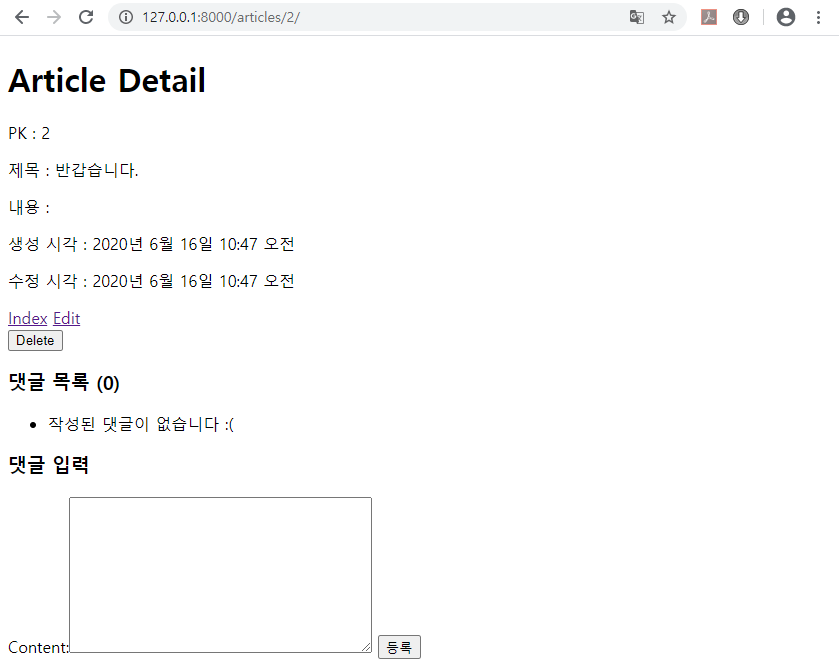 127.0.0.1:8000/articles/2/
Article Detail
PK : 2
제목 : 반갑습니다.
내용 :
생성 시각 : 2020년 6월 16일 10:47 오전
수정 시각 : 2020년 6월 16일 10:47 오전
Index Edit
Delete
댓글 목록 (0)
작성된 댓글이 없습니다 :(
댓글 입력
Content: 등록